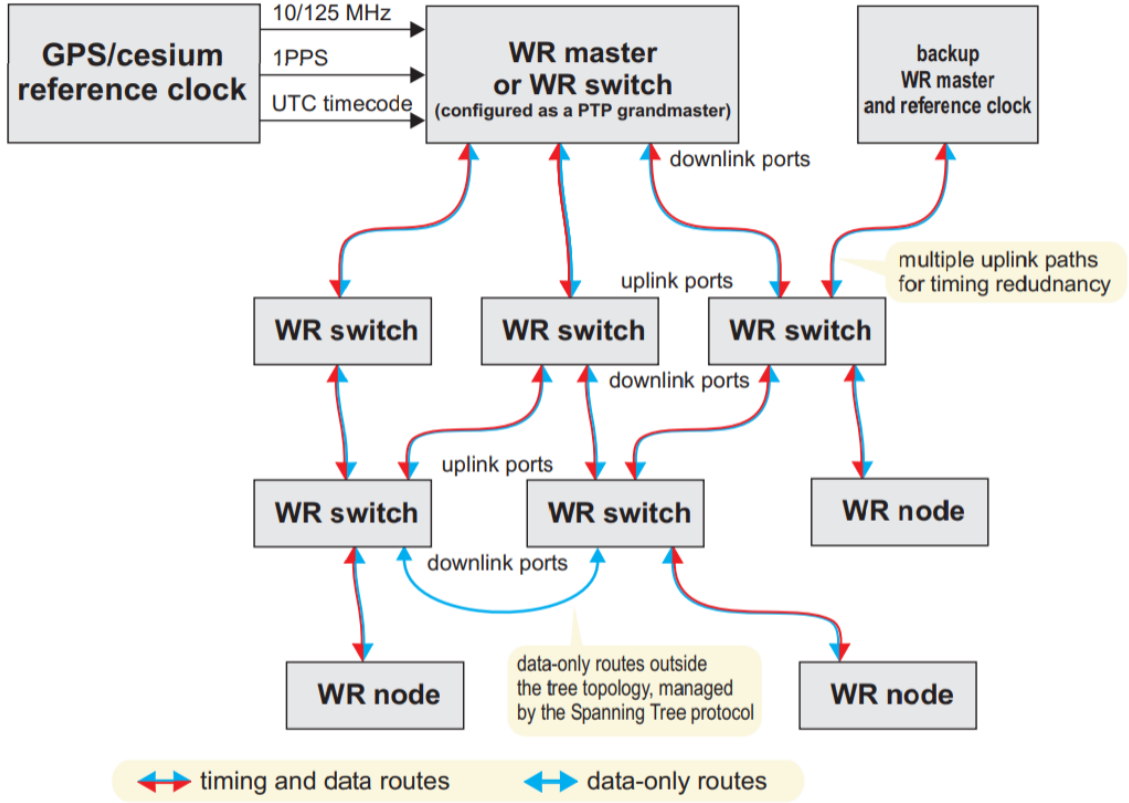 GPS/cesium
reference clock
10/125 MHz
1PPS
UTC timecode
WR master
or WR switch
(configured as a PTP grandmaster)
backup
WR master
and reference clock
downlink ports
multiple uplink paths
for timing redudnancy
uplink ports
WR switch
WR switch
WR switch
downlink ports
uplink ports
WR switch
WR switch
WR node
downlink ports
data-only routes outside
the tree topology, managed
by the Spanning Tree protocol
WR node
WR node
timing and data routes
data-only routes